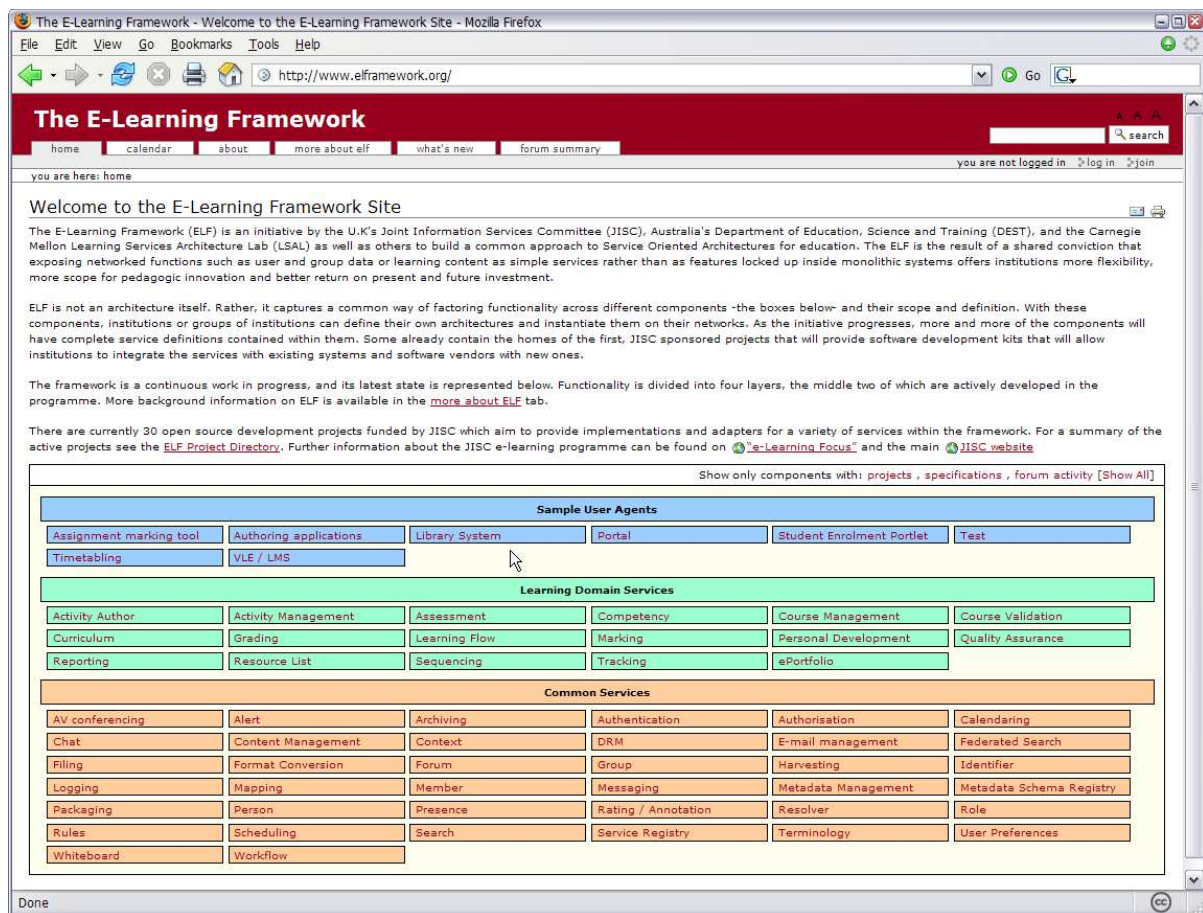 The E-Learning Framework - Welcome to the E-Learning Framework Site - Mozilla Firefox
File Edit View Go Bookmarks Tools Help
http://www.elframework.org/ Go G
The E-Learning Framework
A A A
search
home calendar about more about elf what's new forum summary
you are not logged in log in join
you are here: home
Welcome to the E-Learning Framework Site
The E-Learning Framework (ELF) is an initiative by the U.K's Joint Information Services Committee (JISC), Australia's Department of Education, Science and Training (DEST), and the Carnegie
Mellon Learning Services Architecture Lab (LSAL) as well as others to build a common approach to Service Oriented Architectures for education. The ELF is the result of a shared conviction that
exposing networked functions such as user and group data or learning content as simple services rather than as features locked up inside monolithic systems offers institutions more flexibility,
more scope for pedagogic innovation and better return on present and future investment.
ELF is not an architecture itself. Rather, it captures a common way of factoring functionality across different components -the boxes below- and their scope and definition. With these
components, institutions or groups of institutions can define their own architectures and instantiate them on their networks. As the initiative progresses, more and more of the components will
have complete service definitions contained within them. Some already contain the homes of the first, JISC sponsored projects that will provide software development kits that will allow
institutions to integrate the services with existing systems and software vendors with new ones.
The framework is a continuous work in progress, and its latest state is represented below. Functionality is divided into four layers, the middle two of which are actively developed in the
programme. More background information on ELF is available in the more about ELF tab.
There are currently 30 open source development projects funded by JISC which aim to provide implementations and adapters for a variety of services within the framework. For a summary of the
active projects see the ELF Project Directory. Further information about the JISC e-learning programme can be found on "e-Learning Focus" and the main JISC website
Show only components with: projects , specifications , forum activity [Show All]
Sample User Agents
Assignment marking tool Authoring applications Library System Portal Student Enrolment Portlet Test
Timetabling VLE / LMS
Learning Domain Services
Activity Author Activity Management Assessment Competency Course Management Course Validation
Curriculum Grading Learning Flow Marking Personal Development Quality Assurance
Reporting Resource List Sequencing Tracking ePortfolio
Common Services
AV conferencing Alert Archiving Authentication Authorisation Calendaring
Chat Content Management Context DRM E-mail management Federated Search
Filing Format Conversion Forum Group Harvesting Identifier
Logging Mapping Member Messaging Metadata Management Metadata Schema Registry
Packaging Person Presence Rating / Annotation Resolver Role
Rules Scheduling Search Service Registry Terminology User Preferences
Whiteboard Workflow
Done cc